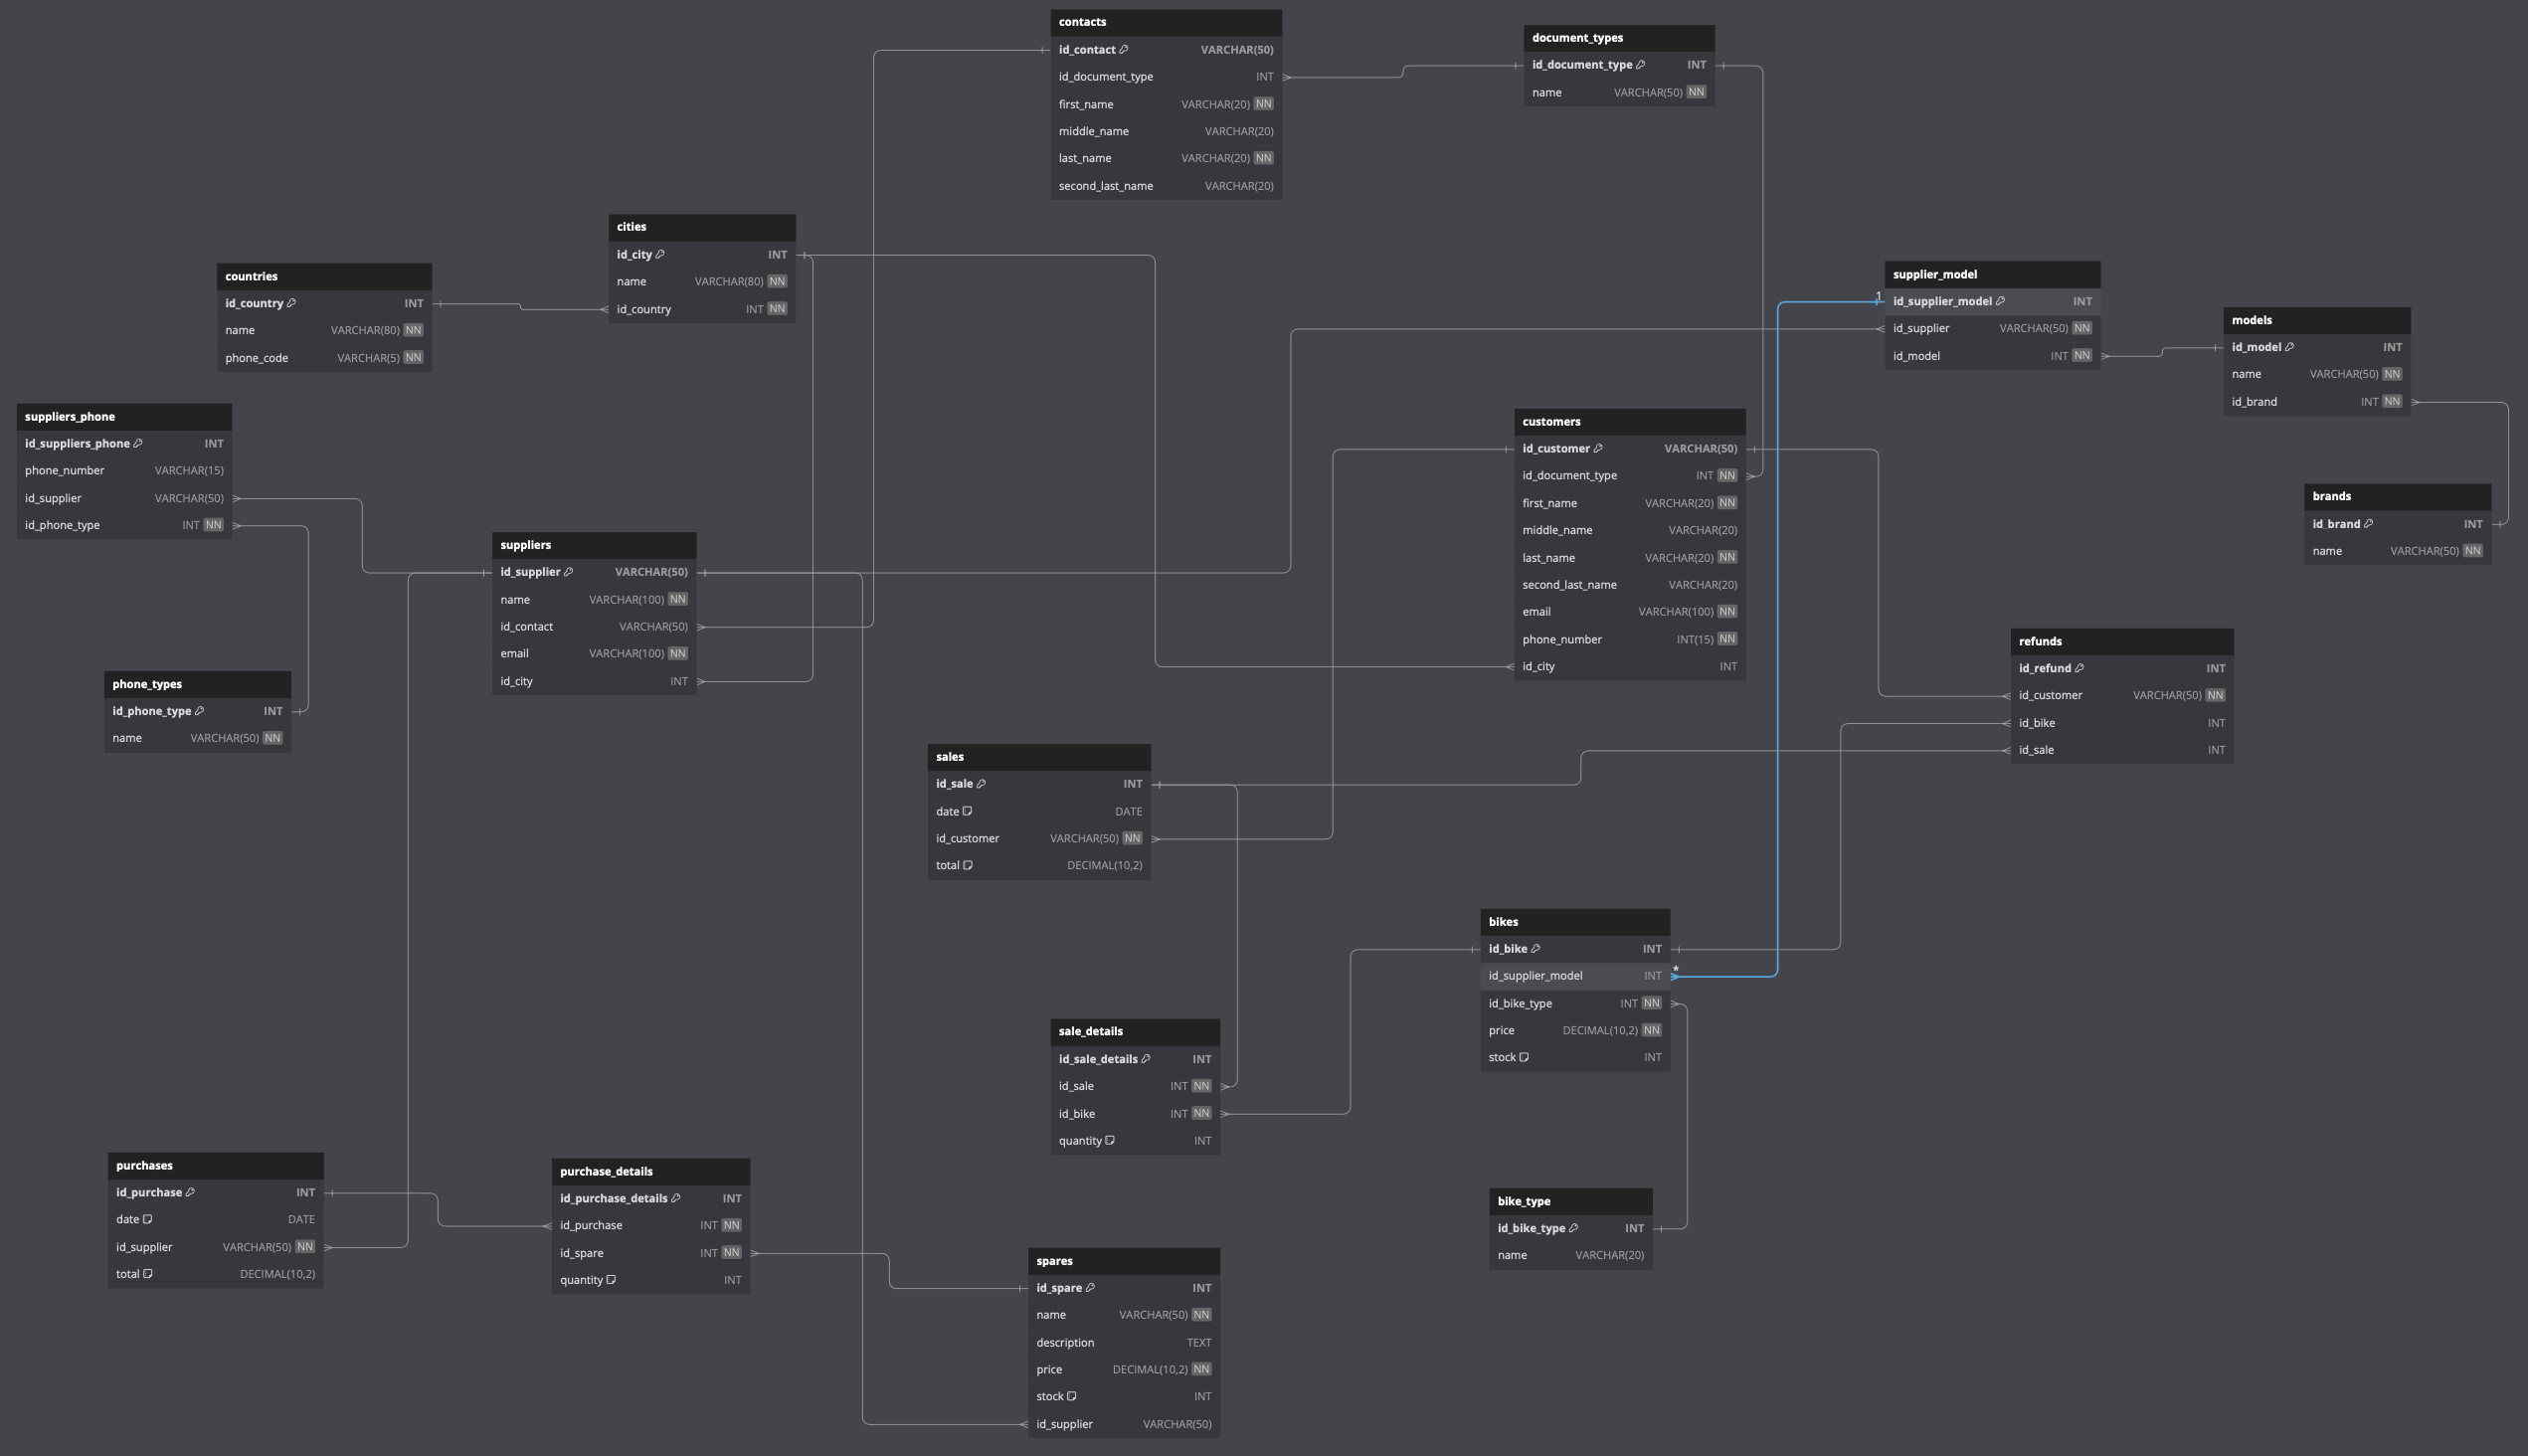 contacts
id_contact VARCHAR(50)
id_document_type INT
first_name VARCHAR(20) NN
middle_name VARCHAR(20)
last_name VARCHAR(20) NN
second_last_name VARCHAR(20)
document_types
id_document_type INT
name VARCHAR(50) NN
cities
id_city INT
name VARCHAR(80) NN
id_country INT NN
countries
id_country INT
name VARCHAR(80) NN
phone_code VARCHAR(5) NN
supplier_model
1
id_supplier_model INT
id_supplier VARCHAR(50) NN
id_model INT NN
models
id_model INT
name VARCHAR(50) NN
id_brand INT NN
suppliers_phone
id_suppliers_phone INT
phone_number VARCHAR(15)
id_supplier VARCHAR(50)
id_phone_type INT NN
customers
id_customer VARCHAR(50)
id_document_type INT NN
first_name VARCHAR(20) NN
middle_name VARCHAR(20)
last_name VARCHAR(20) NN
second_last_name VARCHAR(20)
email VARCHAR(100) NN
phone_number INT(15) NN
id_city INT
brands
id_brand INT
name VARCHAR(50) NN
suppliers
id_supplier VARCHAR(50)
name VARCHAR(100) NN
id_contact VARCHAR(50)
email VARCHAR(100) NN
id_city INT
refunds
id_refund INT
id_customer VARCHAR(50) NN
id_bike INT
id_sale INT
phone_types
id_phone_type INT
name VARCHAR(50) NN
sales
id_sale INT
date DATE
id_customer VARCHAR(50) NN
total DECIMAL(10,2)
bikes
id_bike INT
id_supplier_model INT
*
id_bike_type INT NN
price DECIMAL(10,2) NN
stock INT
sale_details
id_sale_details INT
id_sale INT NN
id_bike INT NN
quantity INT
purchases
id_purchase INT
date DATE
id_supplier VARCHAR(50) NN
total DECIMAL(10,2)
purchase_details
id_purchase_details INT
id_purchase INT NN
id_spare INT NN
quantity INT
bike_type
id_bike_type INT
name VARCHAR(20)
spares
id_spare INT
name VARCHAR(50) NN
description TEXT
price DECIMAL(10,2) NN
stock INT
id_supplier VARCHAR(50)